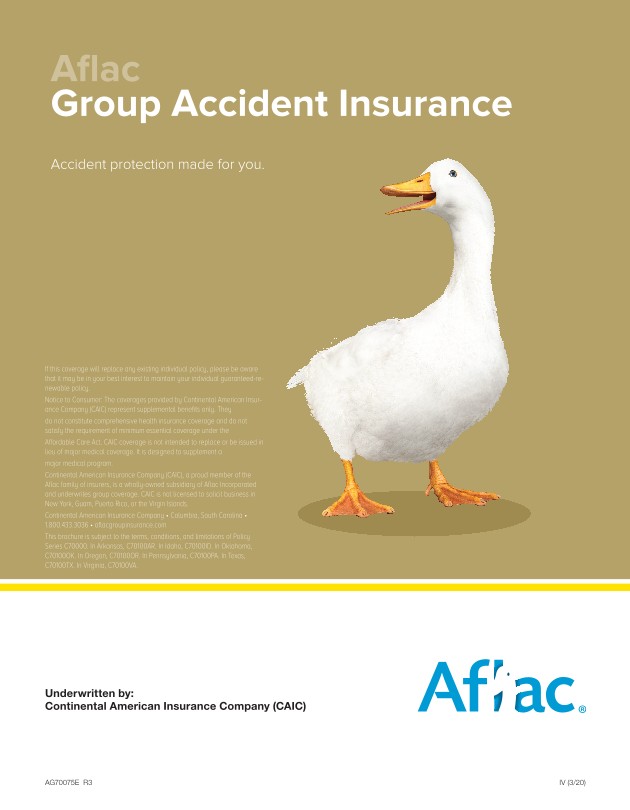 Aflac
Group Accident Insurance
Accident protection made for you.
If this coverage will replace any existing individual policy, please be aware
that it may be in your best interest to maintain your individual guaranteed-re-
newable policy.
Notice to Consumer: The coverages provided by Continental American Insur-
ance Company (CAIC) represent supplemental benefits only. They
do not constitute comprehensive health insurance coverage and do not
satisfy the requirement of minimum essential coverage under the
Affordable Care Act. CAIC coverage is not intended to replace or be issued in
lieu of major medical coverage. It is designed to supplement a
major medical program.
Continental American Insurance Company (CAIC), a proud member of the
Aflac family of insurers, is a wholly-owned subsidiary of Aflac Incorporated
and underwrites group coverage. CAIC is not licensed to solicit business in
New York, Guam, Puerto Rico, or the Virgin Islands.
Continental American Insurance Company • Columbia, South Carolina •
1.800.433.3036 • aflacgroupinsurance.com
This brochure is subject to the terms, conditions, and limitations of Policy
Series C70000. In Arkansas, C70100AR. In Idaho, C70100ID. In Oklahoma,
C70100OK. In Oregon, C70100OR. In Pennsylvania, C70100PA. In Texas,
C70100TX. In Virginia, C70100VA.
Underwritten by:
Continental American Insurance Company (CAIC)
Aflac®
AG70075E R3
IV (3/20)